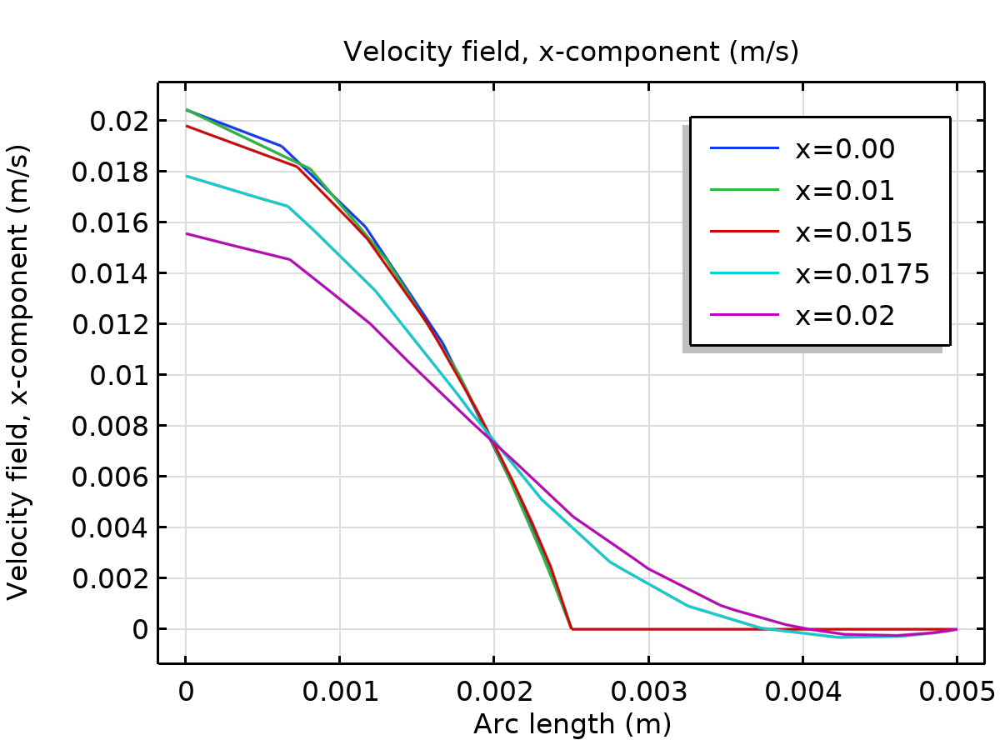 Velocity field, x-component (m/s)
Velocity field, x-component (m/s)
0.02
0.018
0.016
0.014
0.012
0.01
0.008
0.006
0.004
0.002
0
x=0.00
x=0.01
x=0.015
x=0.0175
x=0.02
0 0.001 0.002 0.003 0.004 0.005
Arc length (m)